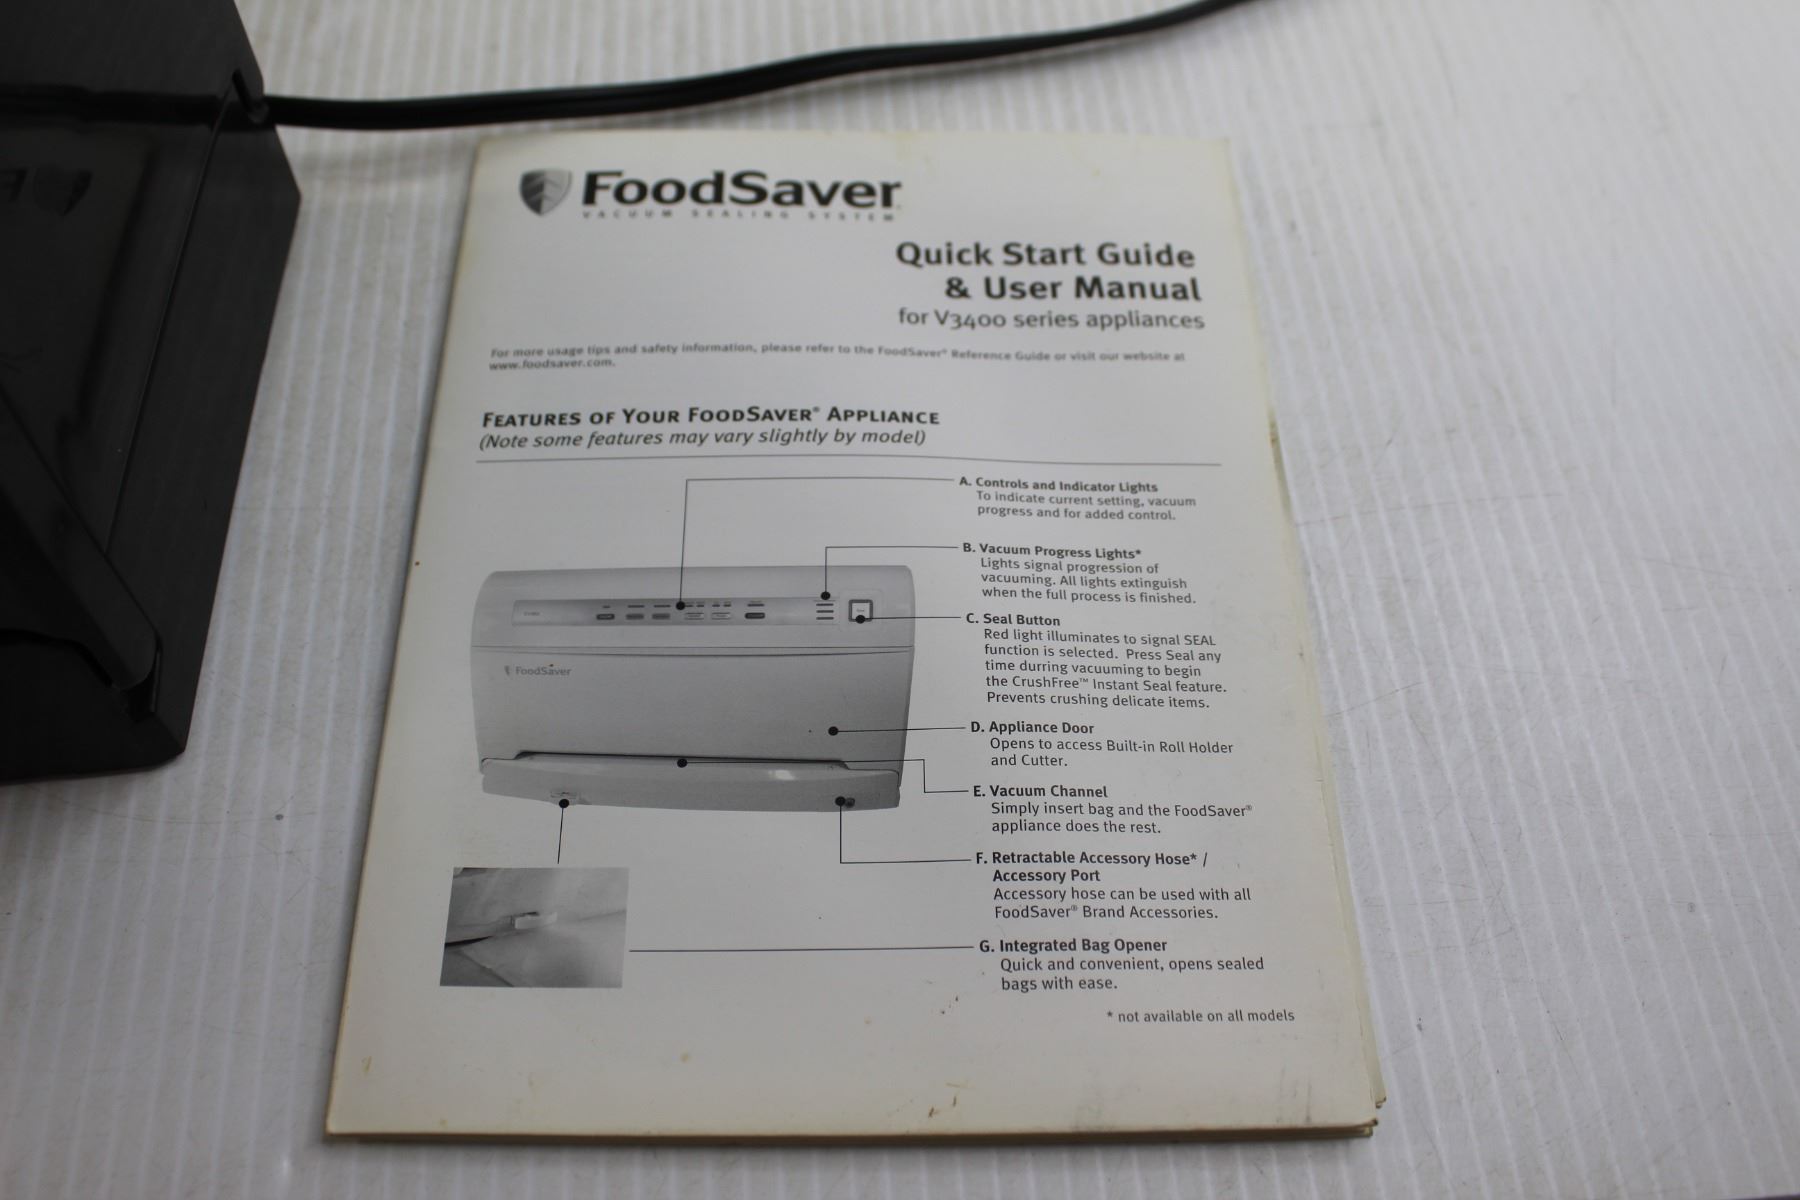 FoodSaver
VACUUM SEALING SYSTEM
Quick Start Guide
& User Manual
for V3400 series appliances
For more usage tips and safety information, please refer to the FoodSaver® Reference Guide or visit our website at
www.foodsaver.com.
FEATURES OF YOUR FOODSAVER® APPLIANCE
(Note some features may vary slightly by model)
A. Controls and Indicator Lights
To indicate current setting, vacuum
progress and for added control.
B. Vacuum Progress Lights*
Lights signal progression of
vacuuming. All lights extinguish
when the full process is finished.
C. Seal Button
Red light illuminates to signal SEAL
function is selected. Press Seal any
time durring vacuuming to begin
the CrushFree™ Instant Seal feature.
Prevents crushing delicate items.
FoodSaver
D. Appliance Door
Opens to access Built-in Roll Holder
and Cutter.
E. Vacuum Channel
Simply insert bag and the FoodSaver®
appliance does the rest.
F. Retractable Accessory Hose* /
Accessory Port
Accessory hose can be used with all
FoodSaver® Brand Accessories.
G. Integrated Bag Opener
Quick and convenient, opens sealed
bags with ease.
* not available on all models